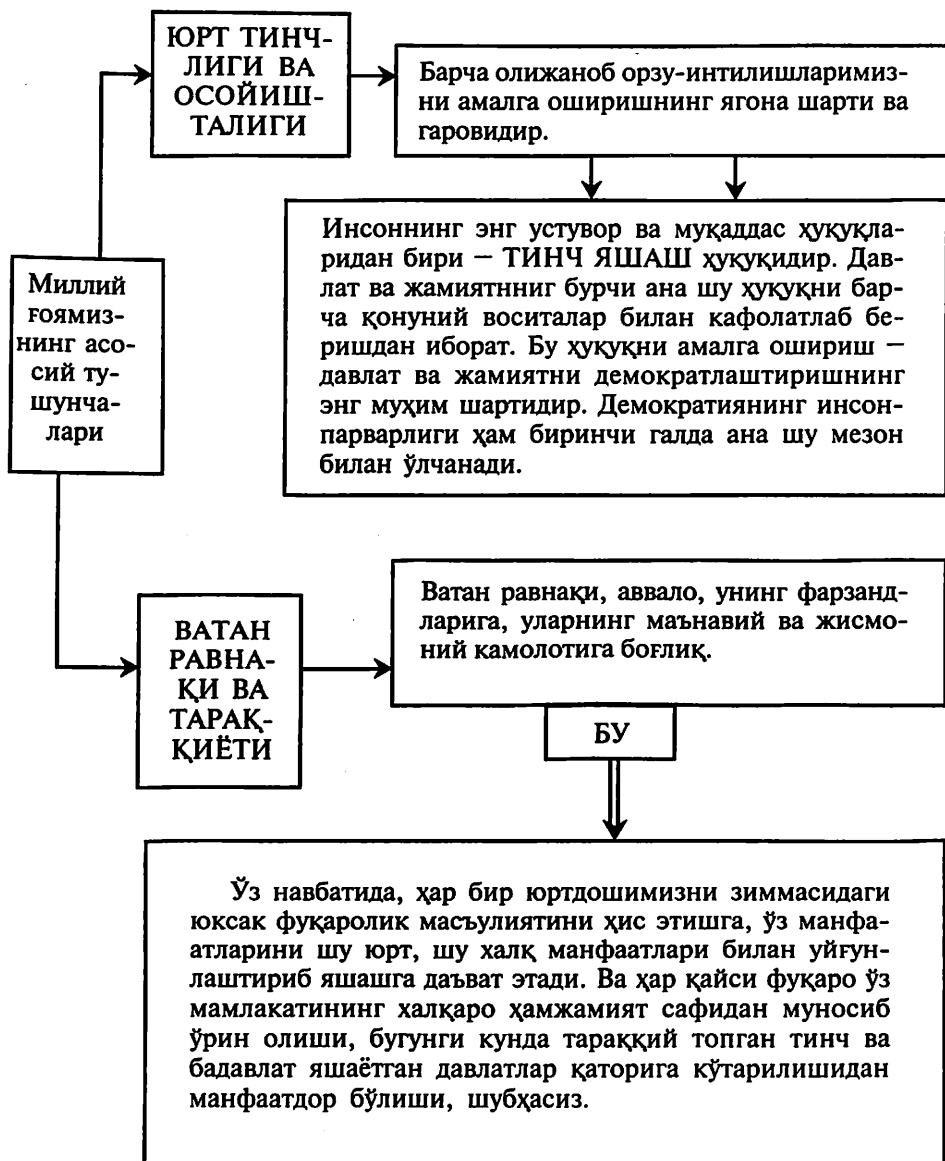 ЮРТ ТИНЧ-
ЛИГИ ВА
ОСОЙИШ-
ТАЛИГИ
Барча олижаноб орзу-интилишларимиз-
ни амалга оширишнинг ягона шарти ва
гаровидир.
Инсоннинг энг устувор ва муқаддас ҳуқуқла-
ридан бири – ТИНЧ ЯШАШ ҳуқуқидир. Дав-
лат ва жамиятнниг бурчи ана шу ҳуқуқни бар-
ча қонуний воситалар билан кафолатлаб бе-
ришдан иборат. Бу ҳуқуқни амалга ошириш –
давлат ва жамиятни демократлаштиришнинг
энг муҳим шартидир. Демократиянинг инсон-
парварлиги ҳам биринчи галда ана шу мезон
билан ўлчанади.
Миллий
ғоямиз-
нинг асо-
сий ту-
шунча-
лари
ВАТАН
РАВНА-
ҚИ ВА
ТАРАҚ-
ҚИЁТИ
Ватан равнақи, аввало, унинг фарзанд-
ларига, уларнинг маънавий ва жисмо-
ний камолотига боғлиқ.
БУ
Ўз навбатида, ҳар бир юртдошимизни зиммасидаги
юксак фуқаролик масъулиятини ҳис этишга, ўз манфа-
атларини шу юрт, шу халқ манфаатлари билан уйғун-
лаштириб яшашга даъват этади. Ва ҳар қайси фуқаро ўз
мамлакатининг халқаро ҳамжамият сафидан муносиб
ўрин олиши, бугунги кунда тараққий топган тинч ва
бадавлат яшаётган давлатлар қаторига кўтарилишидан
манфаатдор бўлиши, шубҳасиз.